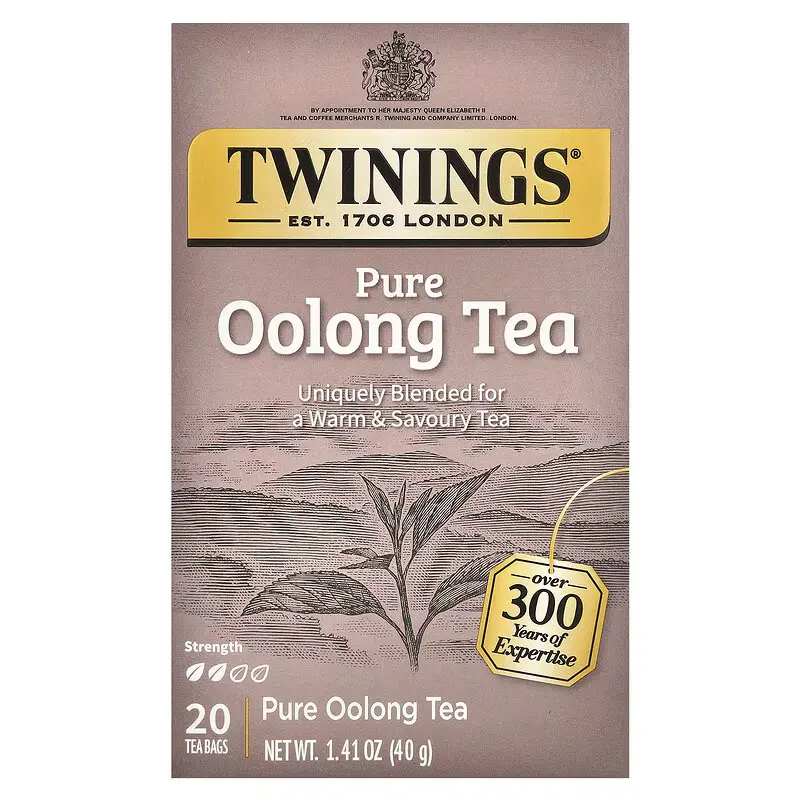 BY APPOINTMENT TO HER MAJESTY QUEEN ELIZABETH II
TEA AND COFFEE MERCHANTS R. TWINING AND COMPANY LIMITED. LONDON.
TWININGS®
EST. 1706 LONDON
Pure
Oolong Tea
Uniquely Blended for
a Warm & Savoury Tea
over
300
Years of
Expertise
Strength
20
TEA BAGS
Pure Oolong Tea
NET WT. 1.41 OZ (40 g)